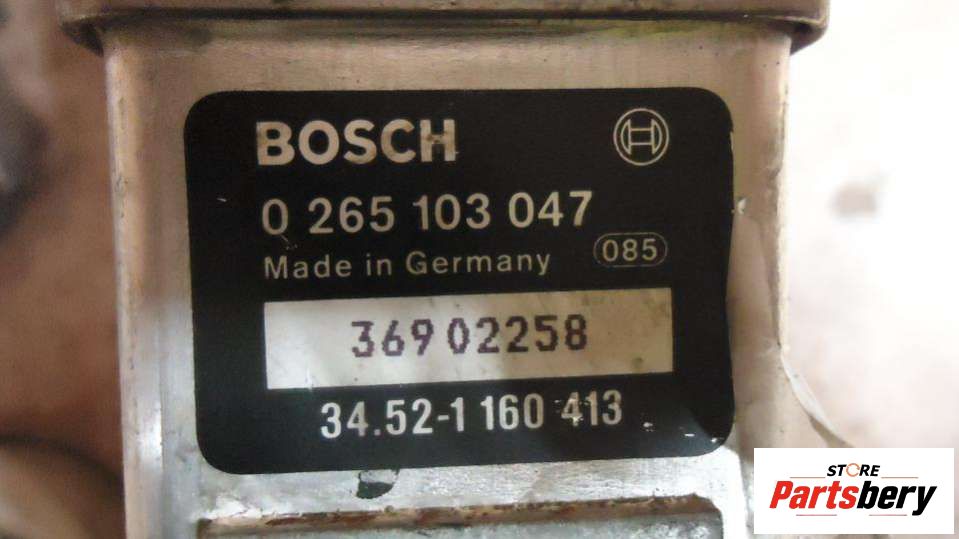 BOSCH
0 265 103 047
Made in Germany 085
36902258
34.52-1 160 413
STORE
Partsbery